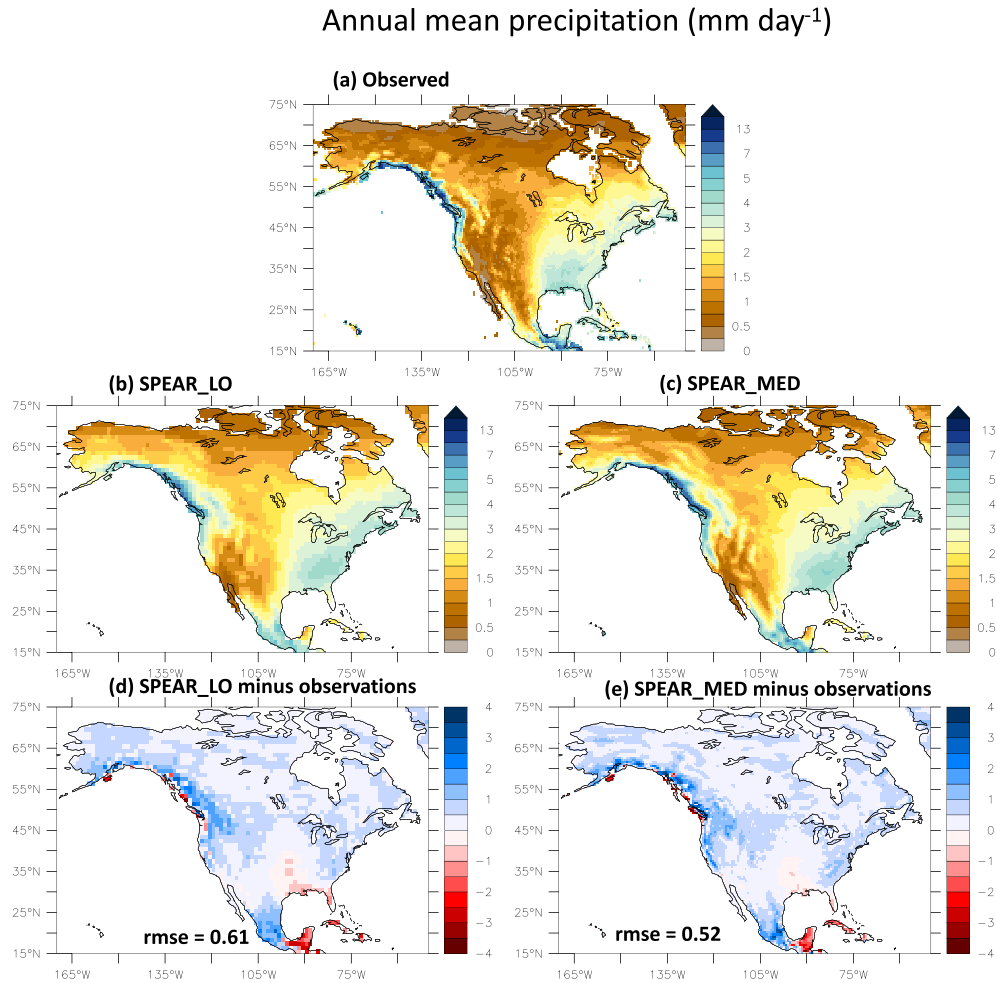 Annual mean precipitation (mm day-1)
(a) Observed
75°N
65°N
55°N
45°N
35°N
25°N
15°N
165°W 135°W 105°W 75°W
13
7
5
4
3
2
1.5
1
0.5
0
(b) SPEAR_LO
75°N
65°N
55°N
45°N
35°N
25°N
15°N
165°W 135°W 105°W 75°W
13
7
5
4
3
2
1.5
1
0.5
0
(c) SPEAR_MED
75°N
65°N
55°N
45°N
35°N
25°N
15°N
165°W 135°W 105°W 75°W
13
7
5
4
3
2
1.5
1
0.5
0
(d) SPEAR_LO minus observations
75°N
65°N
55°N
45°N
35°N
25°N
15°N
rmse = 0.61
165°W 135°W 105°W 75°W
4
3
2
1
0
−1
−2
−3
−4
(e) SPEAR_MED minus observations
75°N
65°N
55°N
45°N
35°N
25°N
15°N
rmse = 0.52
165°W 135°W 105°W 75°W
4
3
2
1
0
−1
−2
−3
−4